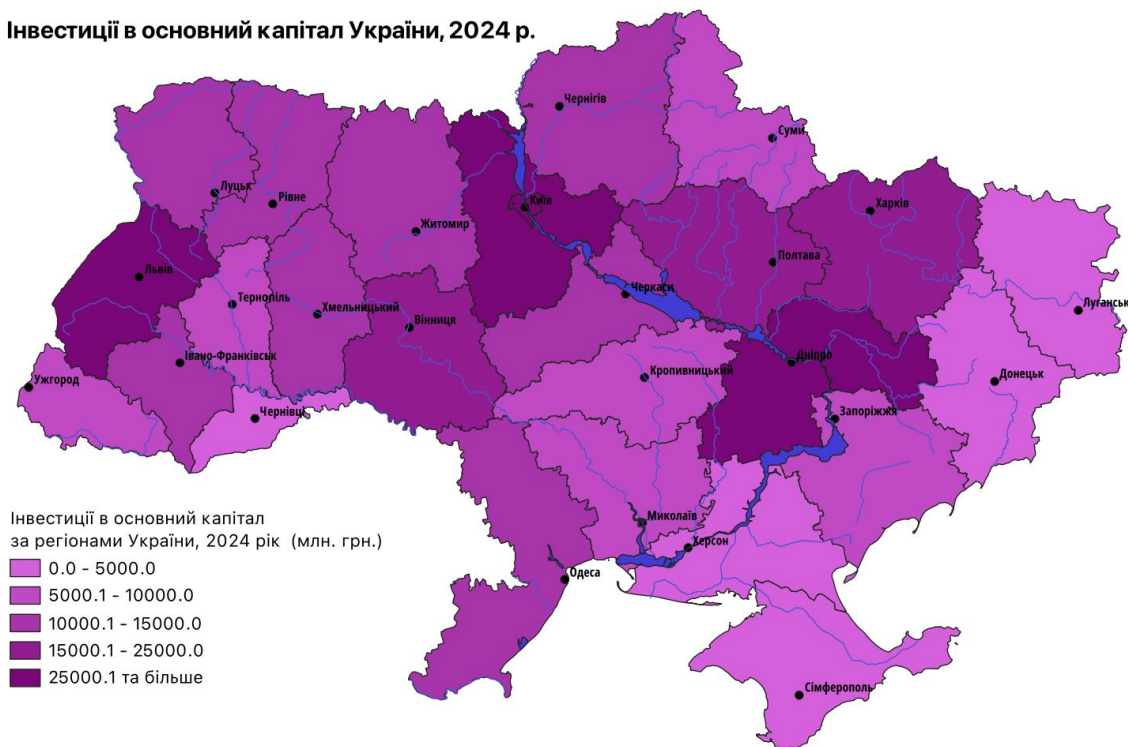 Інвестиції в основний капітал України, 2024 р.
Чернігів
Суми
Луцьк
Рівне
Київ
Харків
Житомир
Полтава
Львів
Тернопіль
Хмельницький
Вінниця
Черкаси
Луганськ
Івано-Франківськ
Дніпро
Кропивницький
Донецьк
Ужгород
Чернівці
Запоріжжя
Миколаїв
Херсон
Одеса
Сімферополь
Інвестиції в основний капітал
за регіонами України, 2024 рік (млн. грн.)
0.0 - 5000.0
5000.1 - 10000.0
10000.1 - 15000.0
15000.1 - 25000.0
25000.1 та більше